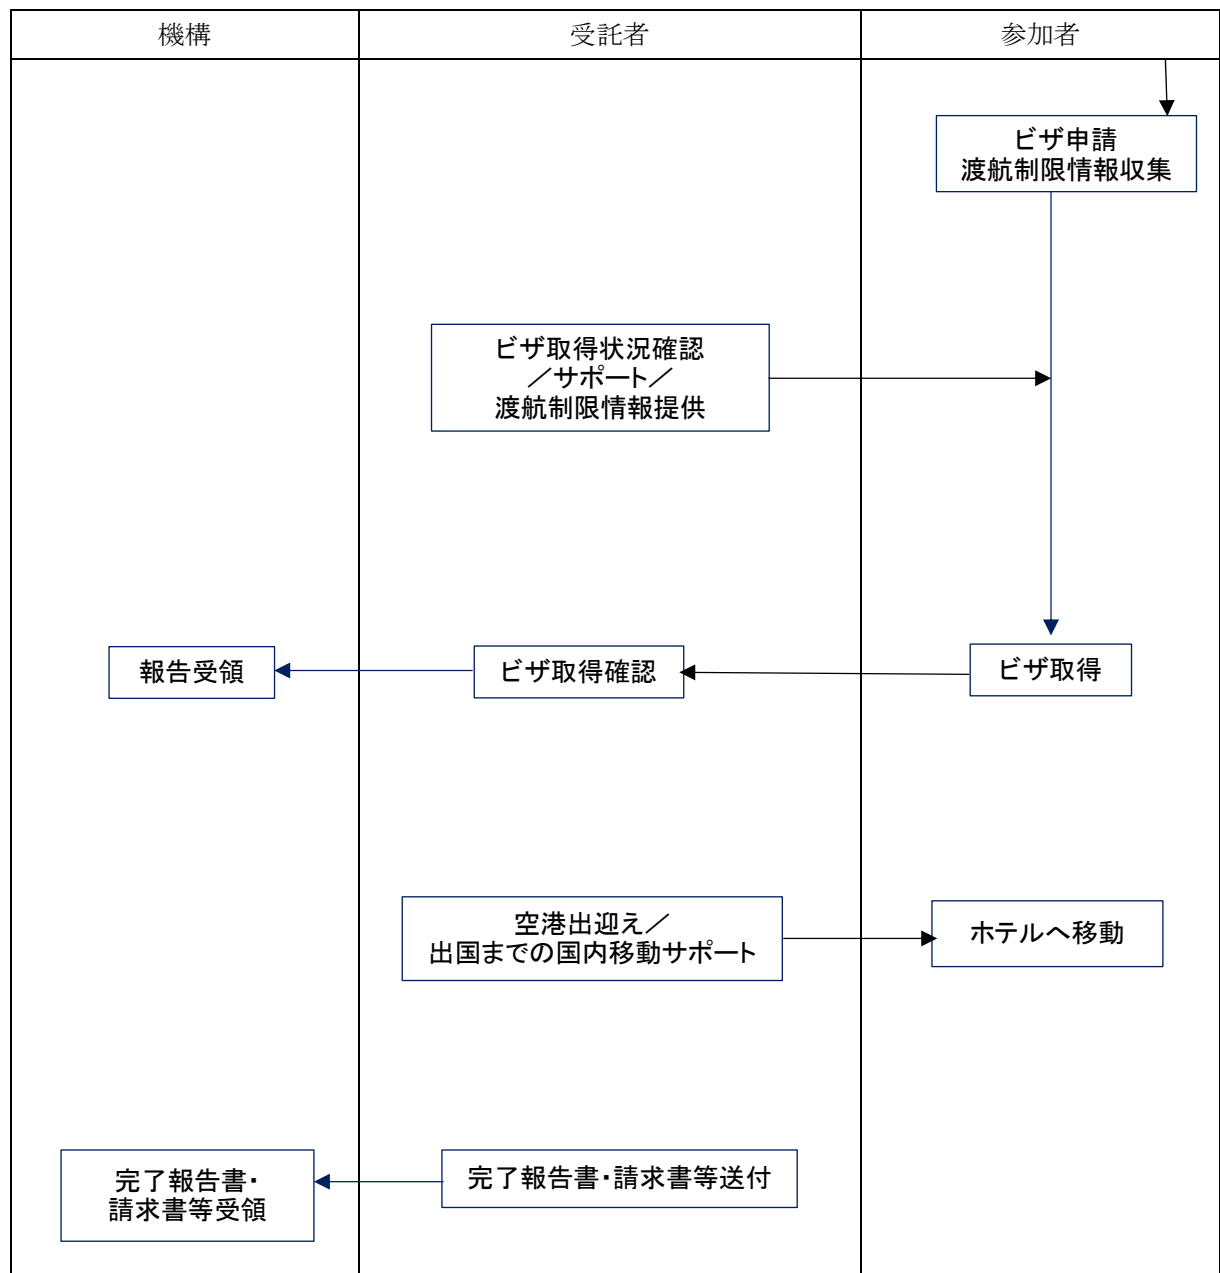 機構
受託者
参加者
ビザ申請
渡航制限情報収集
ビザ取得状況確認
／サポート／
渡航制限情報提供
報告受領
ビザ取得確認
ビザ取得
空港出迎え／
出国までの国内移動サポート
ホテルへ移動
完了報告書・
請求書等受領
完了報告書・請求書等送付